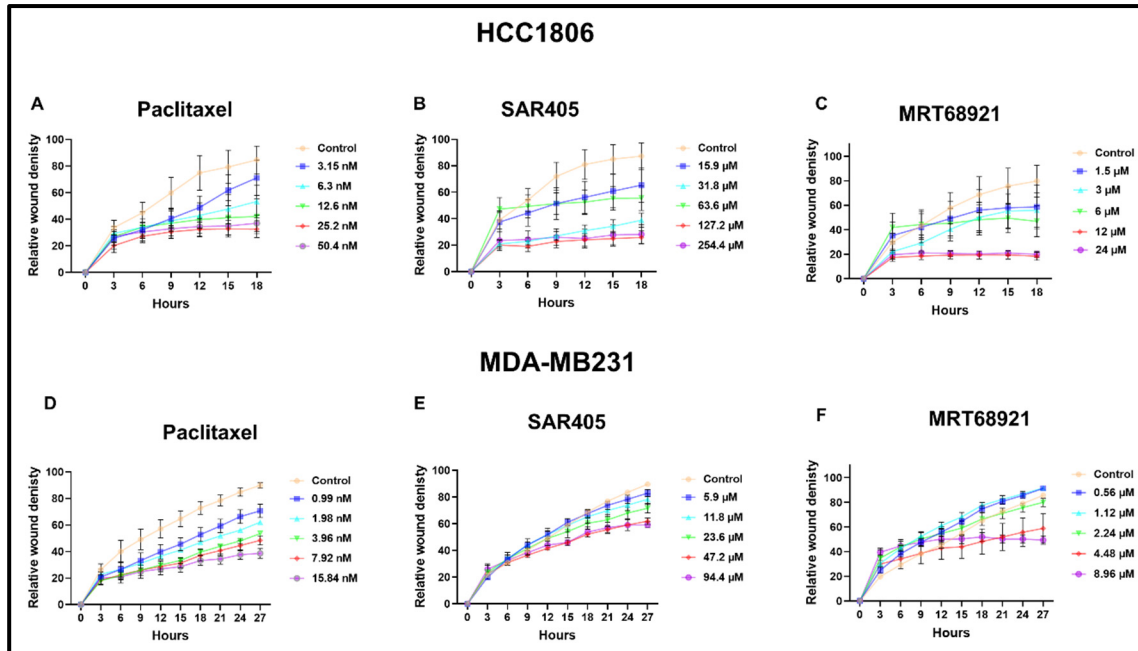 HCC1806
A
Paclitaxel
Relative wound denisty
100
80
60
40
20
0
0 3 6 9 12 15 18
Hours
Control
3.15 nM
6.3 nM
12.6 nM
25.2 nM
50.4 nM
B
SAR405
Relative wound denisty
100
80
60
40
20
0
0 3 6 9 12 15 18
Hours
Control
15.9 µM
31.8 µM
63.6 µM
127.2 µM
254.4 µM
C
MRT68921
Relative wound denisty
100
80
60
40
20
0
0 3 6 9 12 15 18
Hours
Control
1.5 µM
3 µM
6 µM
12 µM
24 µM
MDA-MB231
D
Paclitaxel
Relative wound denisty
100
80
60
40
20
0
0 3 6 9 12 15 18 21 24 27
Hours
Control
0.99 nM
1.98 nM
3.96 nM
7.92 nM
15.84 nM
E
SAR405
Relative wound denisty
100
80
60
40
20
0
0 3 6 9 12 15 18 21 24 27
Hours
Control
5.9 µM
11.8 µM
23.6 µM
47.2 µM
94.4 µM
F
MRT68921
Relative wound denisty
100
80
60
40
20
0
0 3 6 9 12 15 18 21 24 27
Hours
Control
0.56 µM
1.12 µM
2.24 µM
4.48 µM
8.96 µM